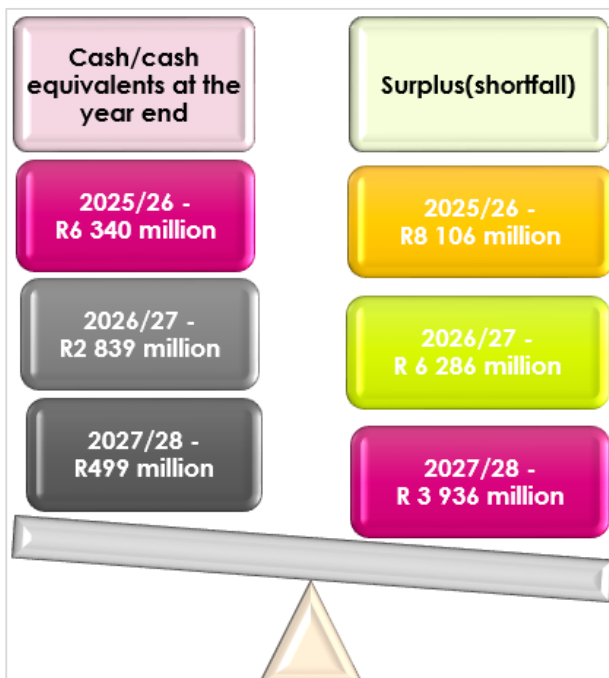 Cash/cash
equivalents at the
year end
2025/26 -
R6 340 million
2026/27 -
R2 839 million
2027/28 -
R499 million
Surplus(shortfall)
2025/26 -
R8 106 million
2026/27 -
R 6 286 million
2027/28 -
R 3 936 million